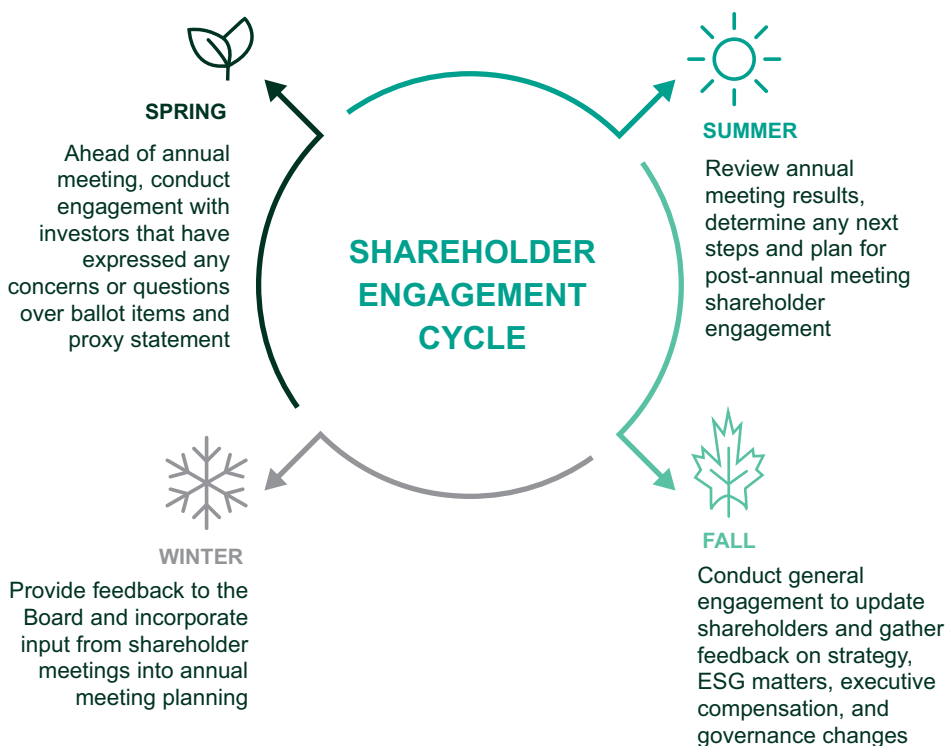 SPRING
Ahead of annual
meeting, conduct
engagement with
investors that have
expressed any
concerns or questions
over ballot items and
proxy statement
SUMMER
Review annual
meeting results,
determine any next
steps and plan for
post-annual meeting
shareholder
engagement
SHAREHOLDER
ENGAGEMENT
CYCLE
WINTER
Provide feedback to the
Board and incorporate
input from shareholder
meetings into annual
meeting planning
FALL
Conduct general
engagement to update
shareholders and gather
feedback on strategy,
ESG matters, executive
compensation, and
governance changes